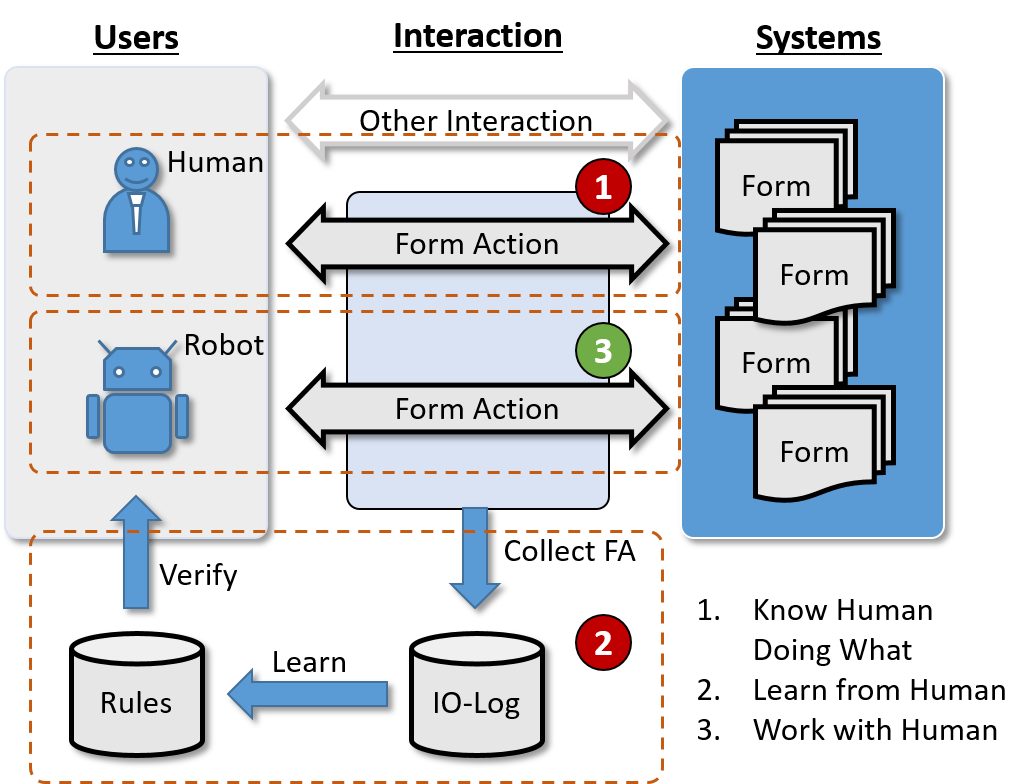 Users
Interaction
Systems
Other Interaction
Human
1
Form
Form Action
Form
Robot
3
Form
Form Action
Form
Collect FA
Verify
2
Learn
Rules
IO-Log
1. Know Human
Doing What
2. Learn from Human
3. Work with Human